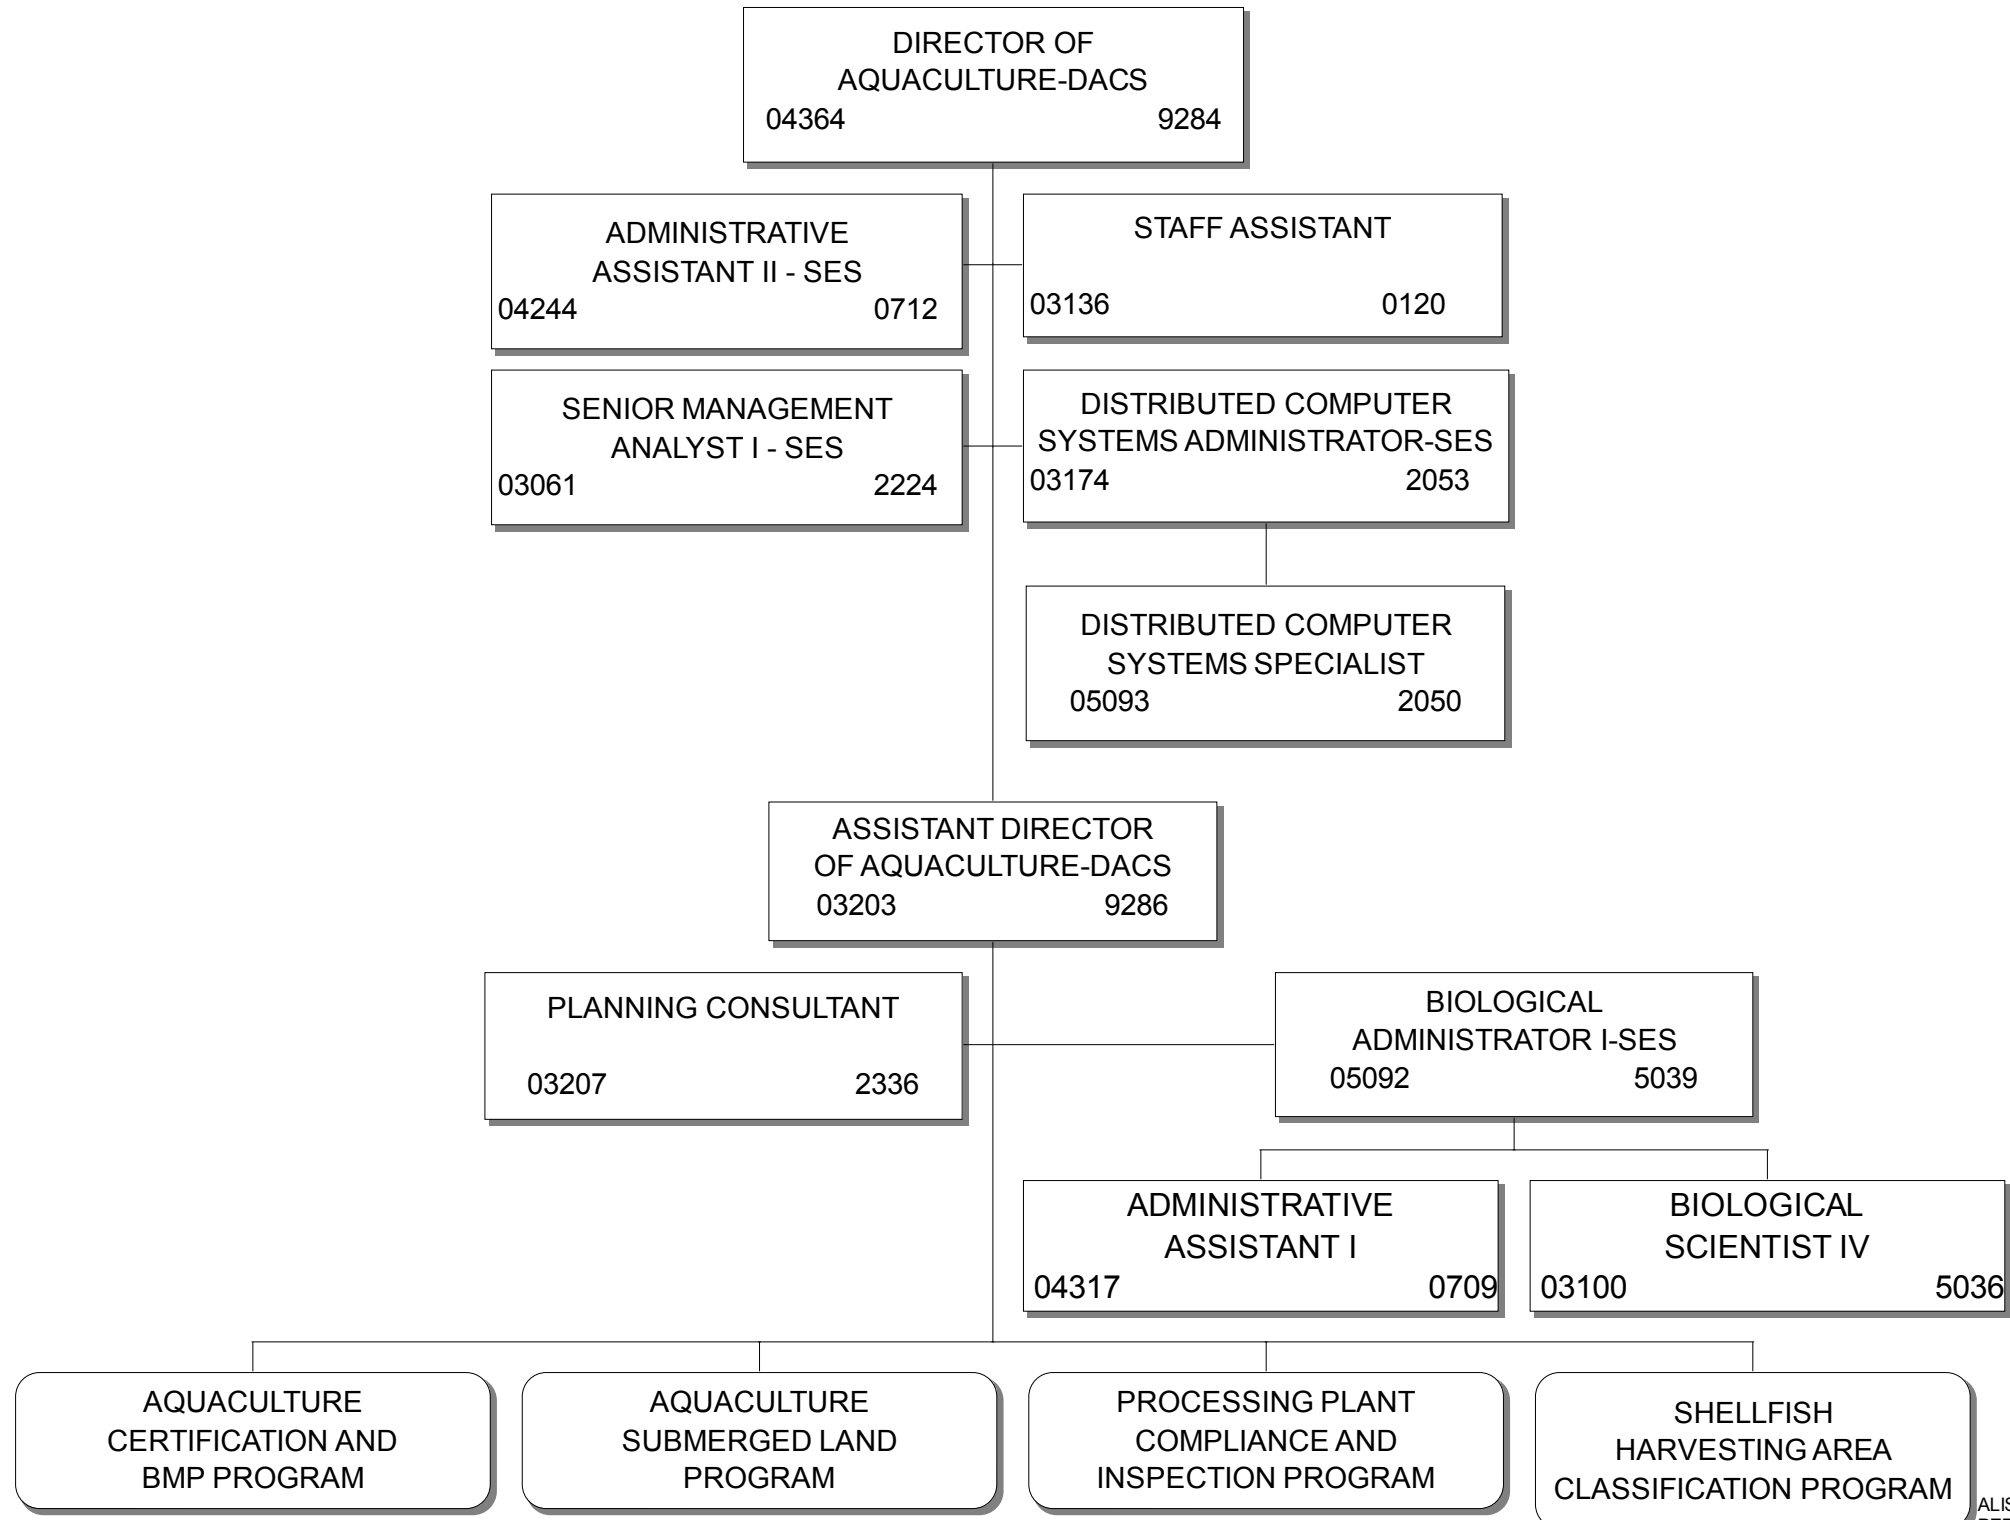 DIRECTOR OF
AQUACULTURE-DACS
04364 9284
ADMINISTRATIVE
ASSISTANT II - SES
04244 0712
STAFF ASSISTANT
03136 0120
SENIOR MANAGEMENT
ANALYST I - SES
03061 2224
DISTRIBUTED COMPUTER
SYSTEMS ADMINISTRATOR-SES
03174 2053
DISTRIBUTED COMPUTER
SYSTEMS SPECIALIST
05093 2050
ASSISTANT DIRECTOR
OF AQUACULTURE-DACS
03203 9286
PLANNING CONSULTANT
03207 2336
BIOLOGICAL
ADMINISTRATOR I-SES
05092 5039
ADMINISTRATIVE
ASSISTANT I
04317 0709
BIOLOGICAL
SCIENTIST IV
03100 5036
AQUACULTURE
CERTIFICATION AND
BMP PROGRAM
AQUACULTURE
SUBMERGED LAND
PROGRAM
PROCESSING PLANT
COMPLIANCE AND
INSPECTION PROGRAM
SHELLFISH
HARVESTING AREA
CLASSIFICATION PROGRAM